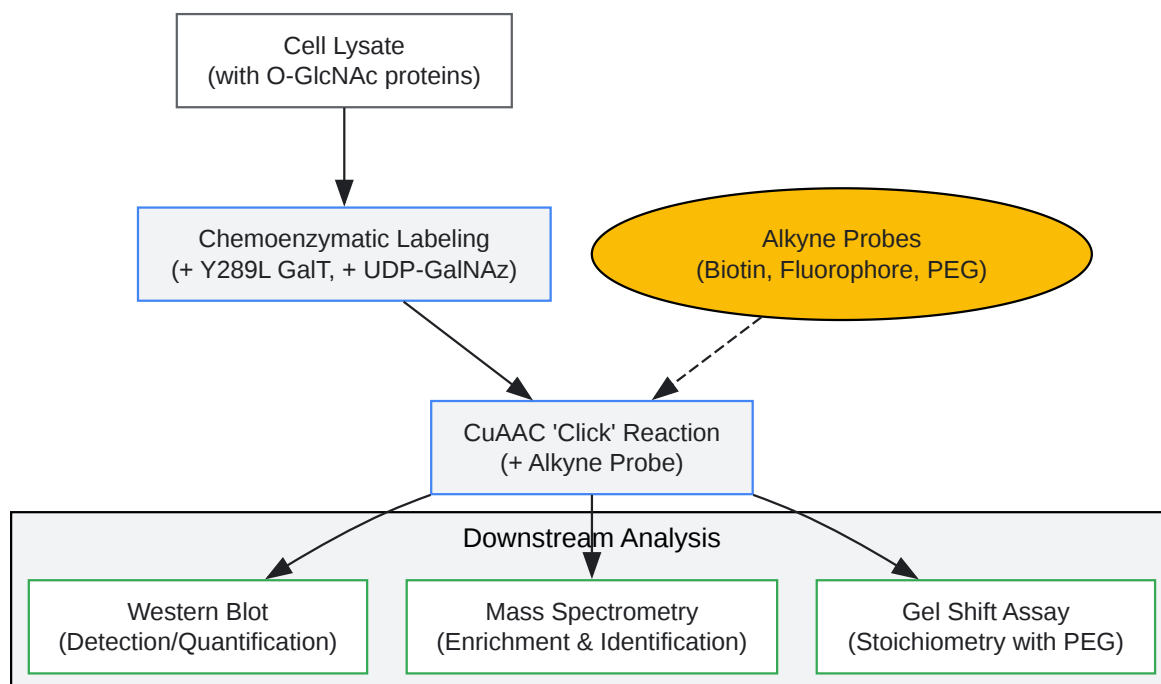 Cell Lysate
(with O-GlcNAc proteins)
Chemoenzymatic Labeling
(+ Y289L GalT, + UDP-GalNAz)
Alkyne Probes
(Biotin, Fluorophore, PEG)
CuAAC 'Click' Reaction
(+ Alkyne Probe)
Downstream Analysis
Western Blot
(Detection/Quantification)
Mass Spectrometry
(Enrichment & Identification)
Gel Shift Assay
(Stoichiometry with PEG)